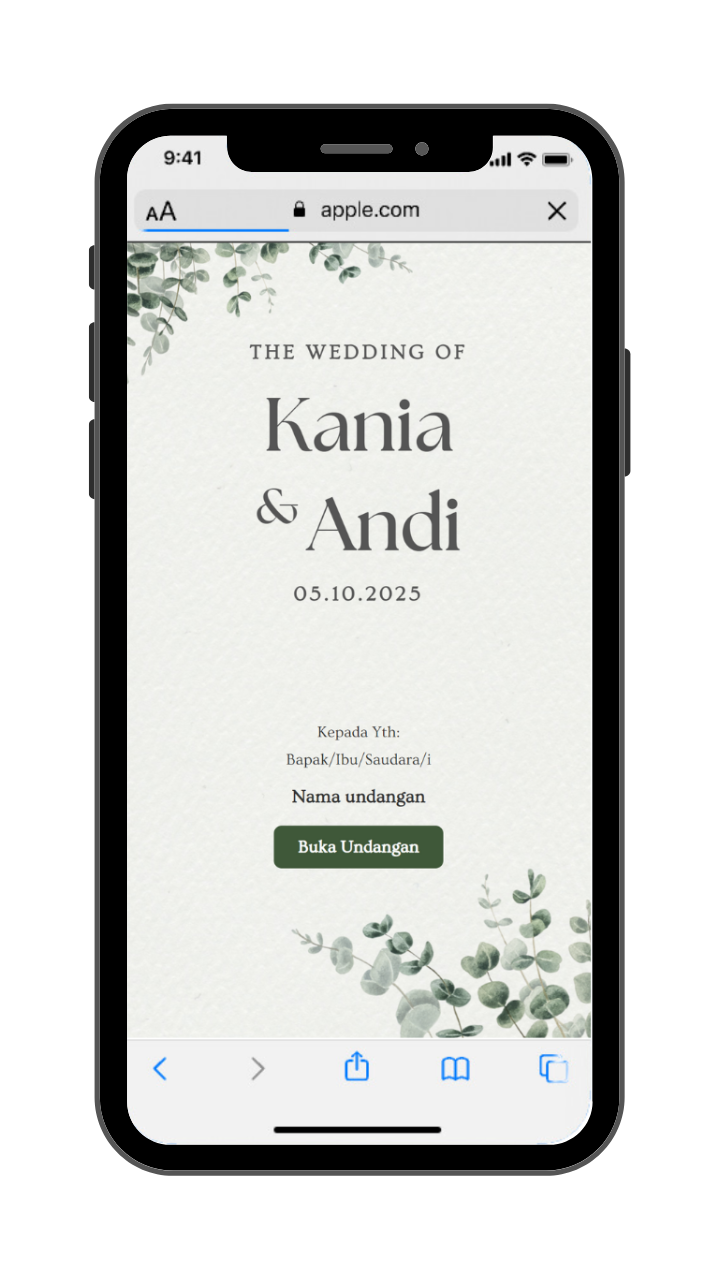 9:41
AA apple.com
THE WEDDING OF
Kania
& Andi
05.10.2025
Kepada Yth:
Bapak/Ibu/Saudara/i
Nama undangan
Buka Undangan